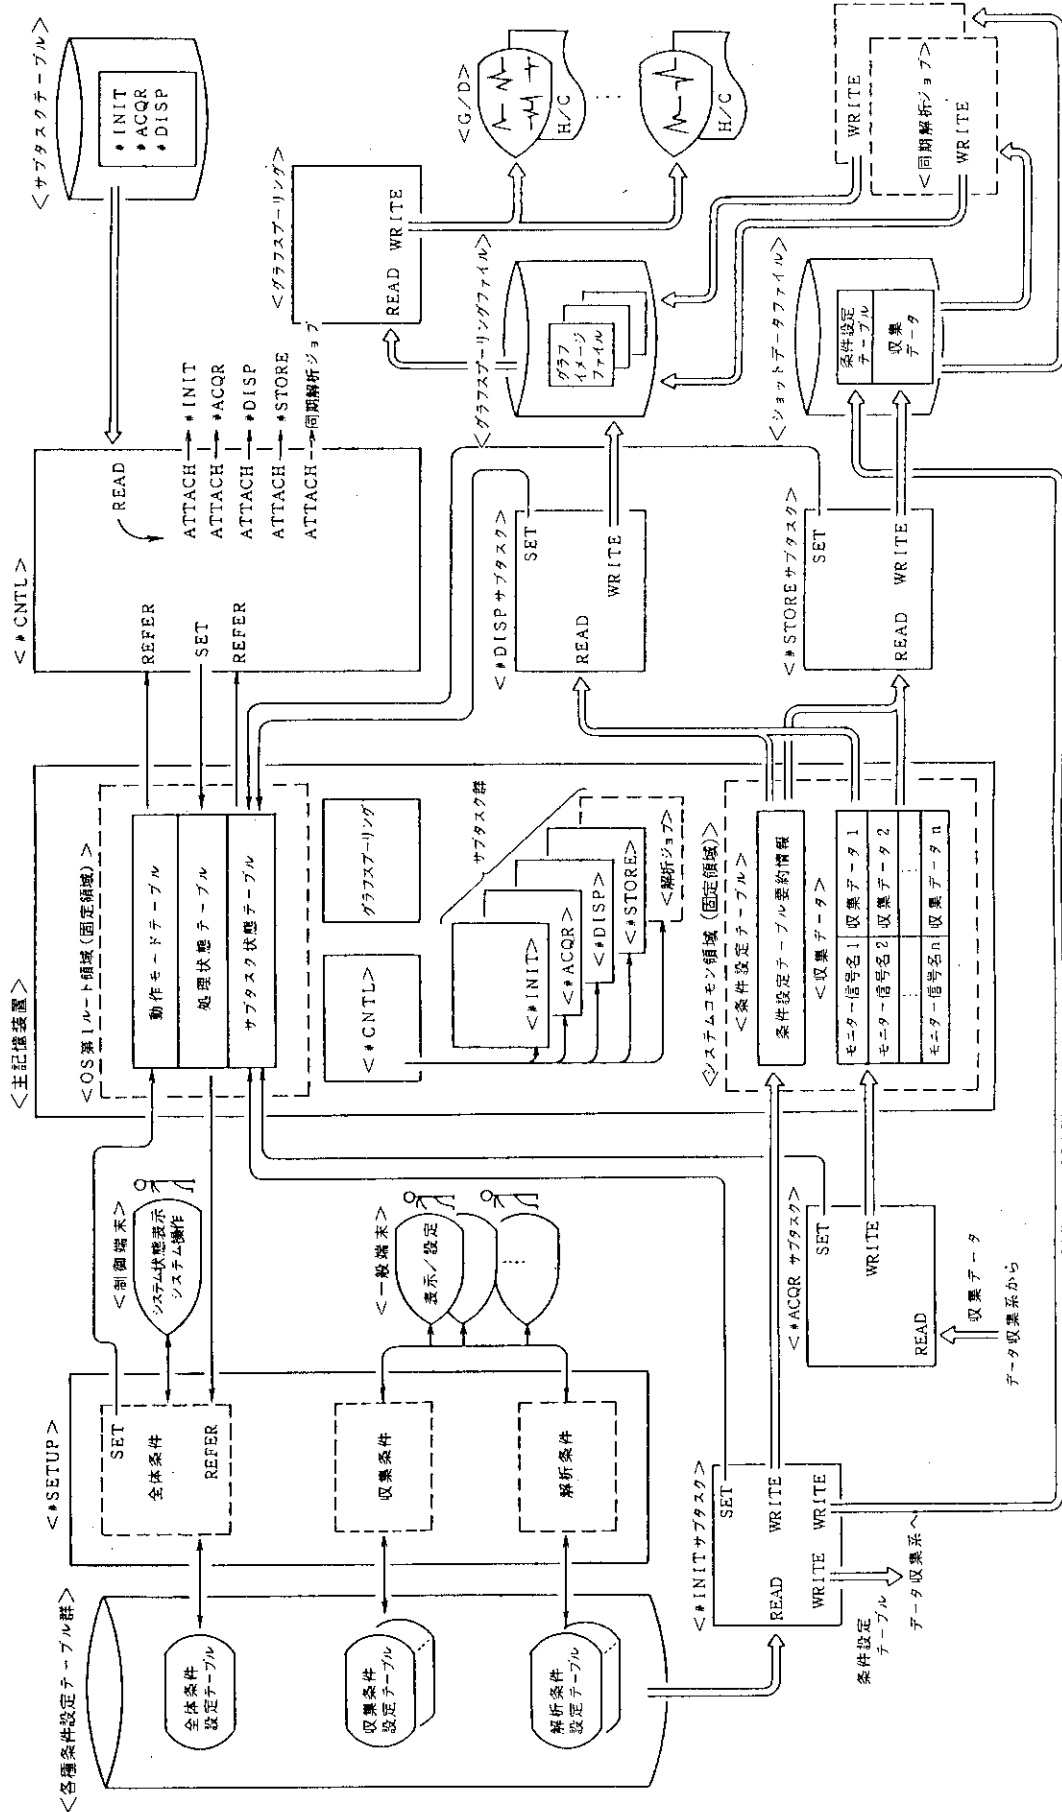 <各種条件設定テーブル群>
全体条件
設定テーブル
収集条件
設定テーブル
解析条件
設定テーブル
<*SETUP>
SET
全体条件
REFER
収集条件
解析条件
<制御端末>
システム状態表示
システム操作
<一般端末>
表示/設定
<*INITサブタスク>
SET
READ
WRITE
WRITE
WRITE
条件設定
テーブル
データ収集系へ
<*ACQR サブタスク>
SET
WRITE
READ
収集データ
データ収集系から
<主記憶装置>
<OS第1ルート領域(固定領域)>
動作モードテーブル
処理状態テーブル
サブタスク状態テーブル
<*CNTL>
グラフスプーリング
サブタスク群
<*INIT>
<*ACQR>
<*DISP>
<*STORE>
<解析ジョブ>
<システムコモン領域(固定領域)>
<条件設定テーブル>
条件設定テーブル要約情報
<収集データ>
モニター信号名1 収集データ1
モニター信号名2 収集データ2
モニター信号名n 収集データn
<*CNTL>
REFER
SET
REFER
READ
ATTACH→*INIT
ATTACH→*ACQR
ATTACH→*DISP
ATTACH→*STORE
ATTACH→同期解析ジョブ
<サブタスクテーブル>
*INIT
*ACQR
*DISP
<*DISPサブタスク>
SET
READ
WRITE
<*STOREサブタスク>
SET
READ
WRITE
<グラフスプーリング>
READ
WRITE
<グラフスプーリングファイル>
グラフ
イメージ
ファイル
<G/D>
H/C
H/C
<ショットデータファイル>
条件設定
テーブル
収集
データ
WRITE
<同期解析ジョブ>
WRITE